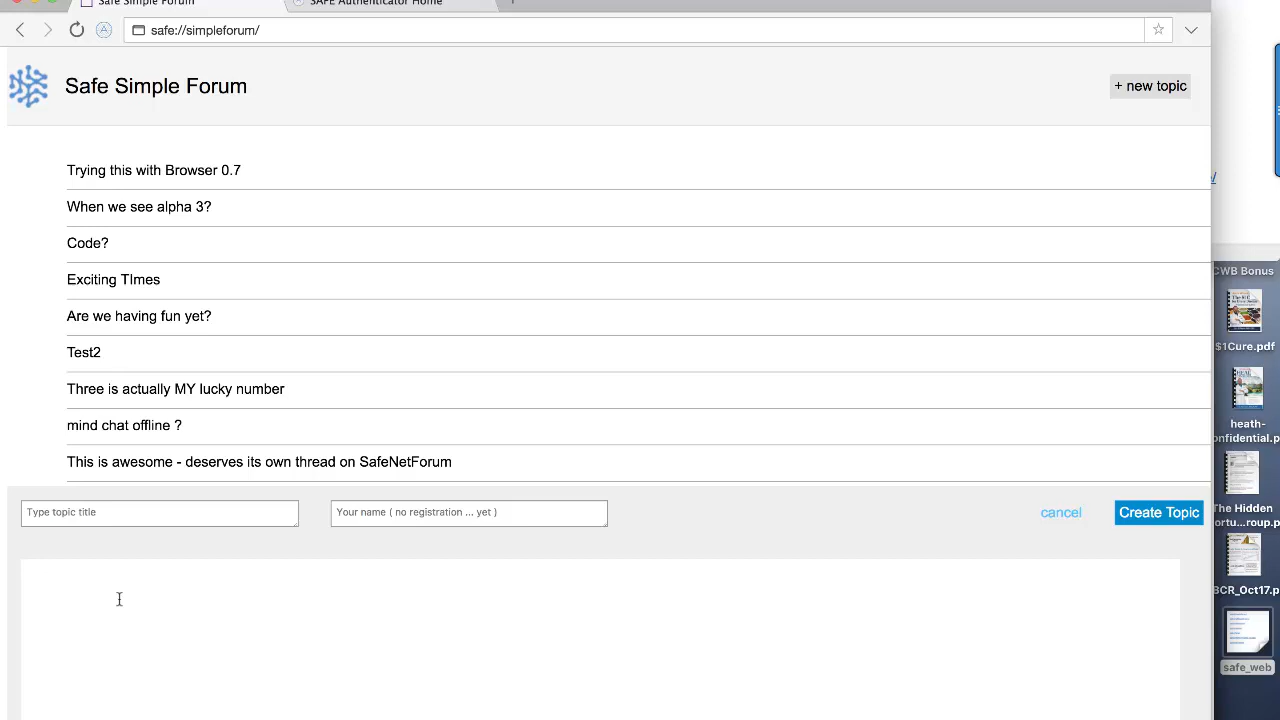 Safe Simple Forum
SAFE Authenticator Home
safe://simpleforum/
Safe Simple Forum
+ new topic
Trying this with Browser 0.7
When we see alpha 3?
Code?
Exciting TImes
Are we having fun yet?
Test2
Three is actually MY lucky number
mind chat offline ?
This is awesome - deserves its own thread on SafeNetForum
Type topic title
Your name ( no registration ... yet )
cancel
Create Topic
CWB Bonus
$1Cure.pdf
heath-
onfidential.p
The Hidden
ortu...roup.p
BCR_Oct17.p
safe_web